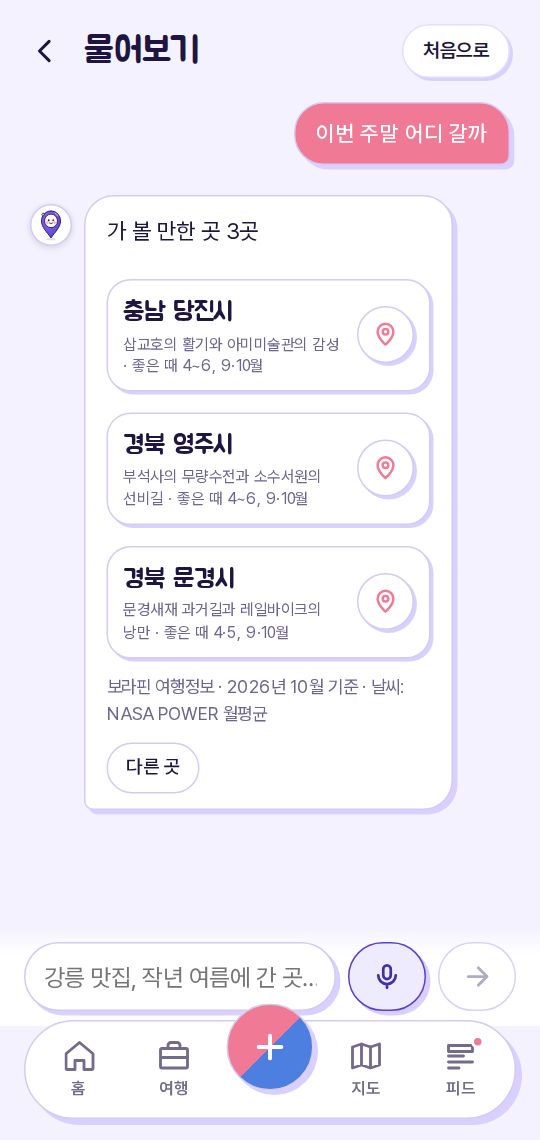 물어보기
처음으로
이번 주말 어디 갈까
가 볼 만한 곳 3곳
충남 당진시
삽교호의 활기와 아미미술관의 감성
· 좋은 때 4~6, 9·10월
경북 영주시
부석사의 무량수전과 소수서원의
선비길 · 좋은 때 4~6, 9·10월
경북 문경시
문경새재 과거길과 레일바이크의
낭만 · 좋은 때 4·5, 9·10월
보라핀 여행정보 · 2026년 10월 기준 · 날씨:
NASA POWER 월평균
다른 곳
강릉 맛집, 작년 여름에 간 곳...
홈
여행
지도
피드